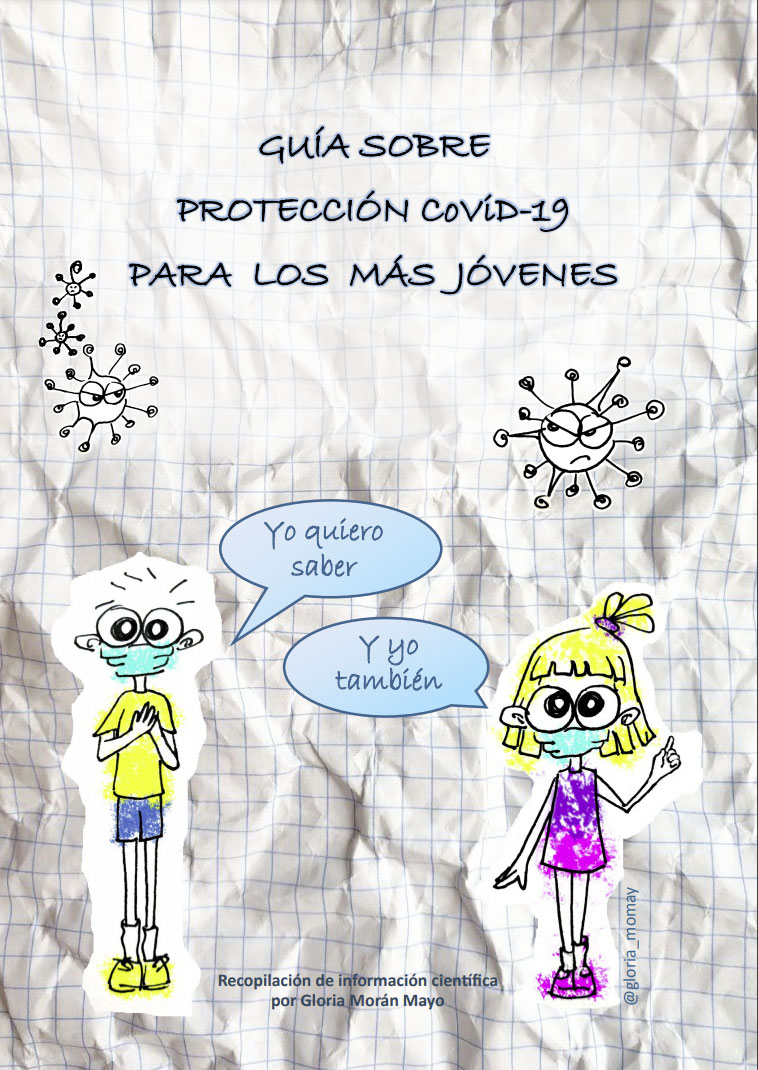 GUÍA SOBRE
PROTECCIÓN CoViD-19
PARA LOS MÁS JÓVENES
Yo quiero
saber
Y yo
también
@gloria_momay
Recopilación de información científica
por Gloria Morán Mayo